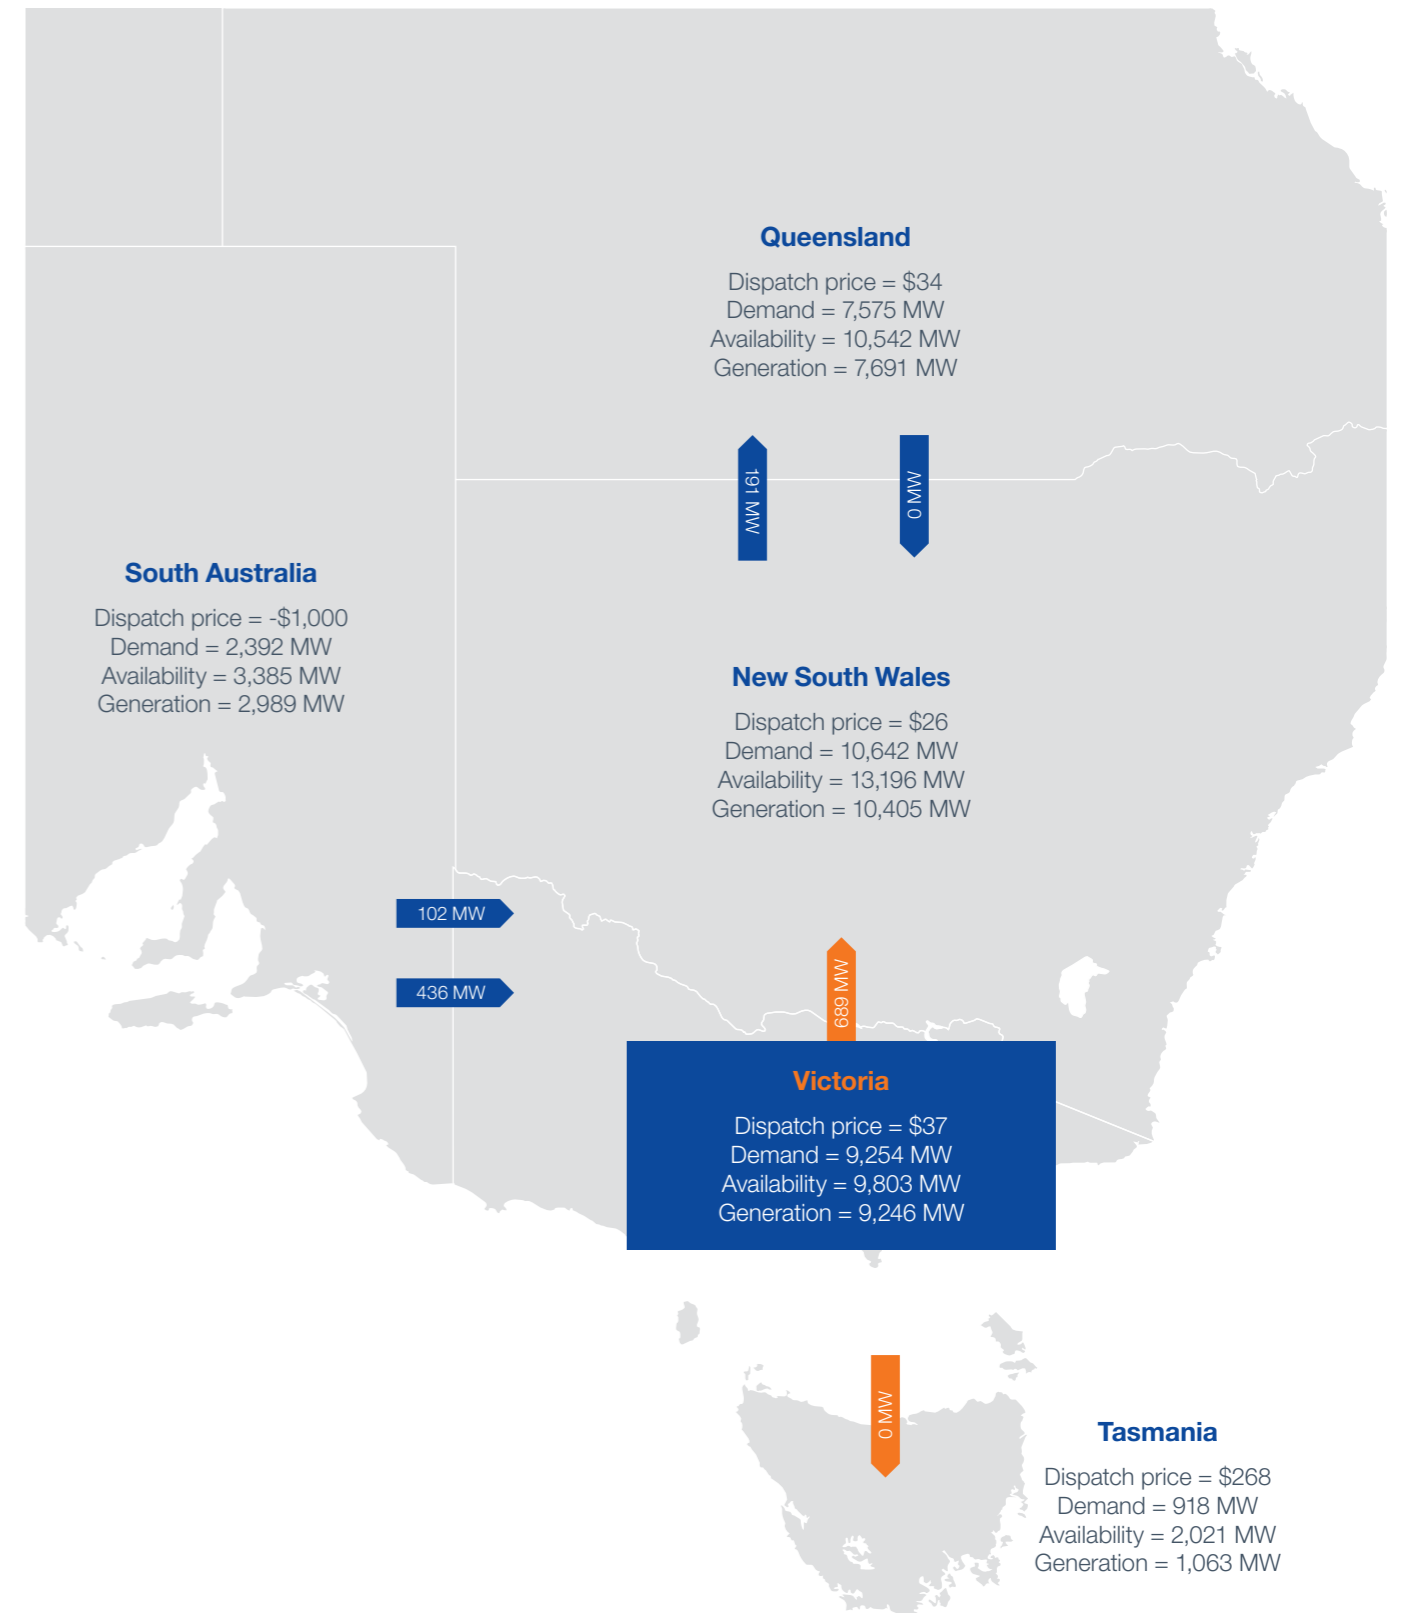 Queensland
Dispatch price = $34
Demand = 7,575 MW
Availability = 10,542 MW
Generation = 7,691 MW
191 MW
0 MW
South Australia
Dispatch price = -$1,000
Demand = 2,392 MW
Availability = 3,385 MW
Generation = 2,989 MW
New South Wales
Dispatch price = $26
Demand = 10,642 MW
Availability = 13,196 MW
Generation = 10,405 MW
102 MW
436 MW
689 MW
Victoria
Dispatch price = $37
Demand = 9,254 MW
Availability = 9,803 MW
Generation = 9,246 MW
0 MW
Tasmania
Dispatch price = $268
Demand = 918 MW
Availability = 2,021 MW
Generation = 1,063 MW